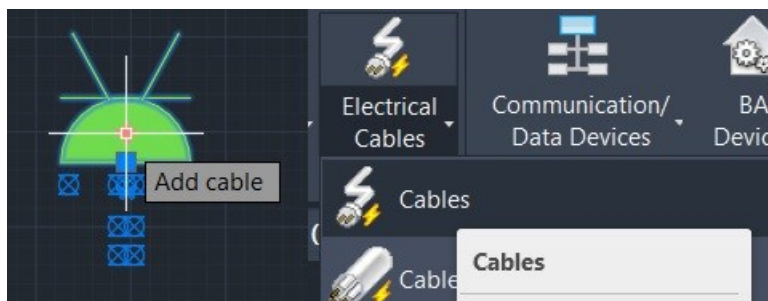 Add cable
Electrical
Cables
Communication/
Data Devices
BA
Devic
Cables
Cable
Cables